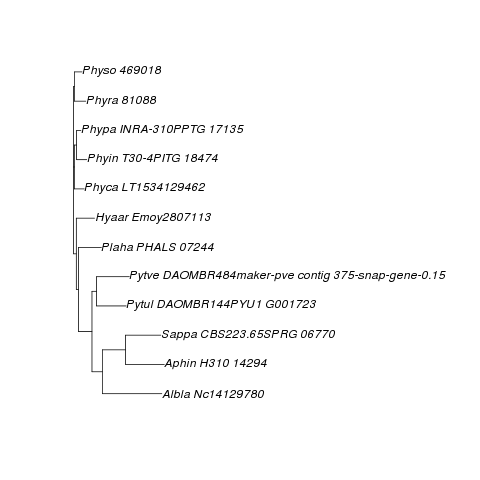 Physo 469018
Phyra 81088
Phypa INRA-310PPTG 17135
Phyin T30-4PITG 18474
Phyca LT1534129462
Hyaar Emoy2807113
Plaha PHALS 07244
Pytve DAOMBR484maker-pve contig 375-snap-gene-0.15
Pytul DAOMBR144PYU1 G001723
Sappa CBS223.65SPRG 06770
Aphin H310 14294
Albla Nc14129780